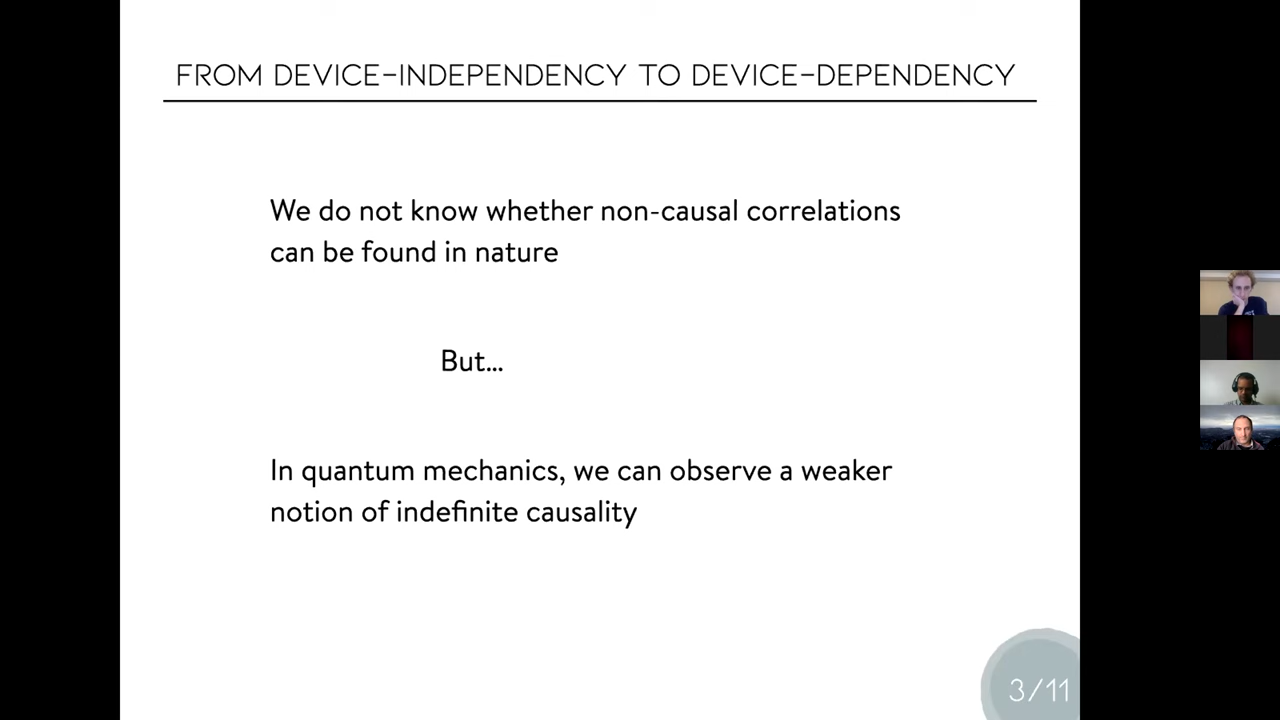 FROM DEVICE-INDEPENDENCY TO DEVICE-DEPENDENCY
We do not know whether non-causal correlations
can be found in nature
But...
In quantum mechanics, we can observe a weaker
notion of indefinite causality
3/11